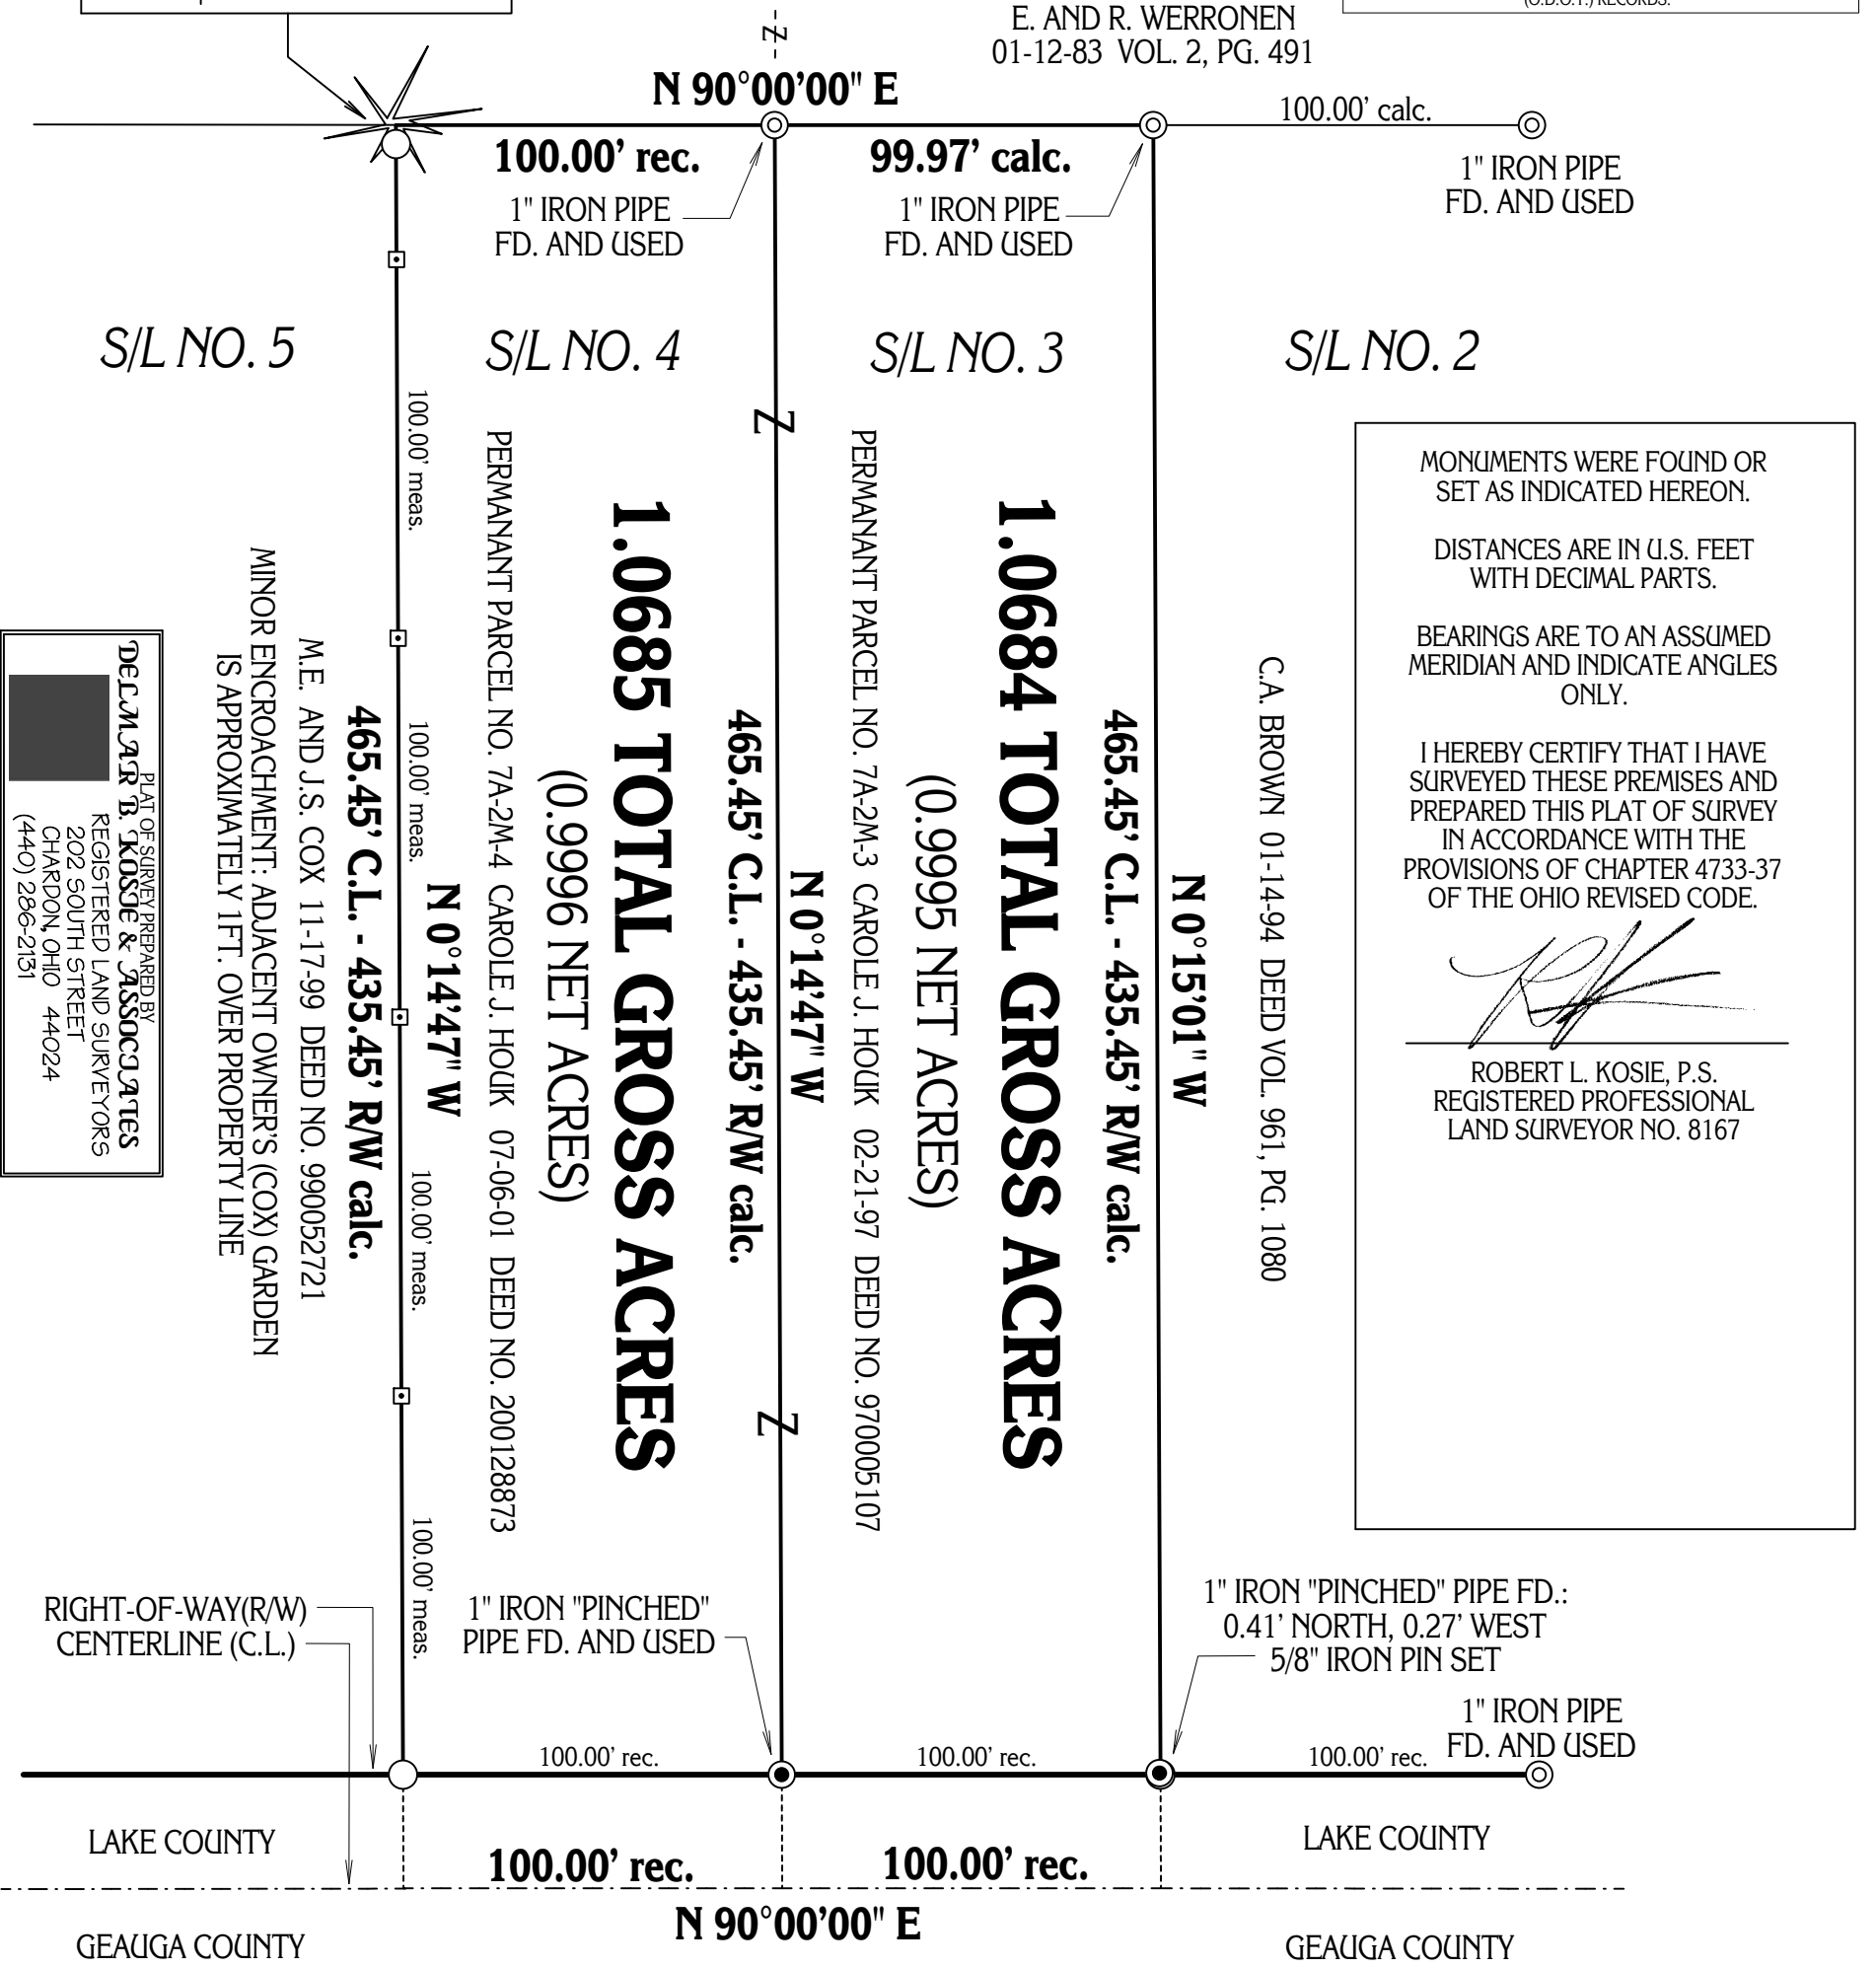 (O.D.O.T.) RECORDS.
E. AND R. WERRONEN
01-12-83 VOL. 2, PG. 491
-Z-
N 90°00'00" E
100.00' calc.
100.00' rec.
99.97' calc.
1" IRON PIPE
FD. AND USED
1" IRON PIPE
FD. AND USED
1" IRON PIPE
FD. AND USED
S/L NO. 5
S/L NO. 4
S/L NO. 3
S/L NO. 2
Z
Z
100.00' meas.
100.00' meas.
100.00' meas.
100.00' meas.
PLAT OF SURVEY PREPARED BY
DELMAR B. KOSIE & ASSOCIATES
REGISTERED LAND SURVEYORS
202 SOUTH STREET
CHARDON, OHIO 44024
(440) 286-2131
MINOR ENCROACHMENT: ADJACENT OWNER'S (COX) GARDEN
IS APPROXIMATELY 1FT. OVER PROPERTY LINE
M.E. AND J.S. COX 11-17-99 DEED NO. 990052721
465.45' C.L. - 435.45' R/W calc.
N 0°14'47" W
PERMANANT PARCEL NO. 7A-2M-4 CAROLE J. HOUK 07-06-01 DEED NO. 200128873
1.0685 TOTAL GROSS ACRES
(0.9996 NET ACRES)
465.45' C.L. - 435.45' R/W calc.
N 0°14'47" W
PERMANANT PARCEL NO. 7A-2M-3 CAROLE J. HOUK 02-21-97 DEED NO. 970005107
1.0684 TOTAL GROSS ACRES
(0.9995 NET ACRES)
465.45' C.L. - 435.45' R/W calc.
N 0°15'01" W
C.A. BROWN 01-14-94 DEED VOL. 961, PG. 1080
MONUMENTS WERE FOUND OR
SET AS INDICATED HEREON.
DISTANCES ARE IN U.S. FEET
WITH DECIMAL PARTS.
BEARINGS ARE TO AN ASSUMED
MERIDIAN AND INDICATE ANGLES
ONLY.
I HEREBY CERTIFY THAT I HAVE
SURVEYED THESE PREMISES AND
PREPARED THIS PLAT OF SURVEY
IN ACCORDANCE WITH THE
PROVISIONS OF CHAPTER 4733-37
OF THE OHIO REVISED CODE.
ROBERT L. KOSIE, P.S.
REGISTERED PROFESSIONAL
LAND SURVEYOR NO. 8167
RIGHT-OF-WAY(R/W)
CENTERLINE (C.L.)
1" IRON "PINCHED"
PIPE FD. AND USED
1" IRON "PINCHED" PIPE FD.:
0.41' NORTH, 0.27' WEST
5/8" IRON PIN SET
1" IRON PIPE
FD. AND USED
100.00' rec.
100.00' rec.
100.00' rec.
LAKE COUNTY
LAKE COUNTY
100.00' rec.
100.00' rec.
N 90°00'00" E
GEAUGA COUNTY
GEAUGA COUNTY